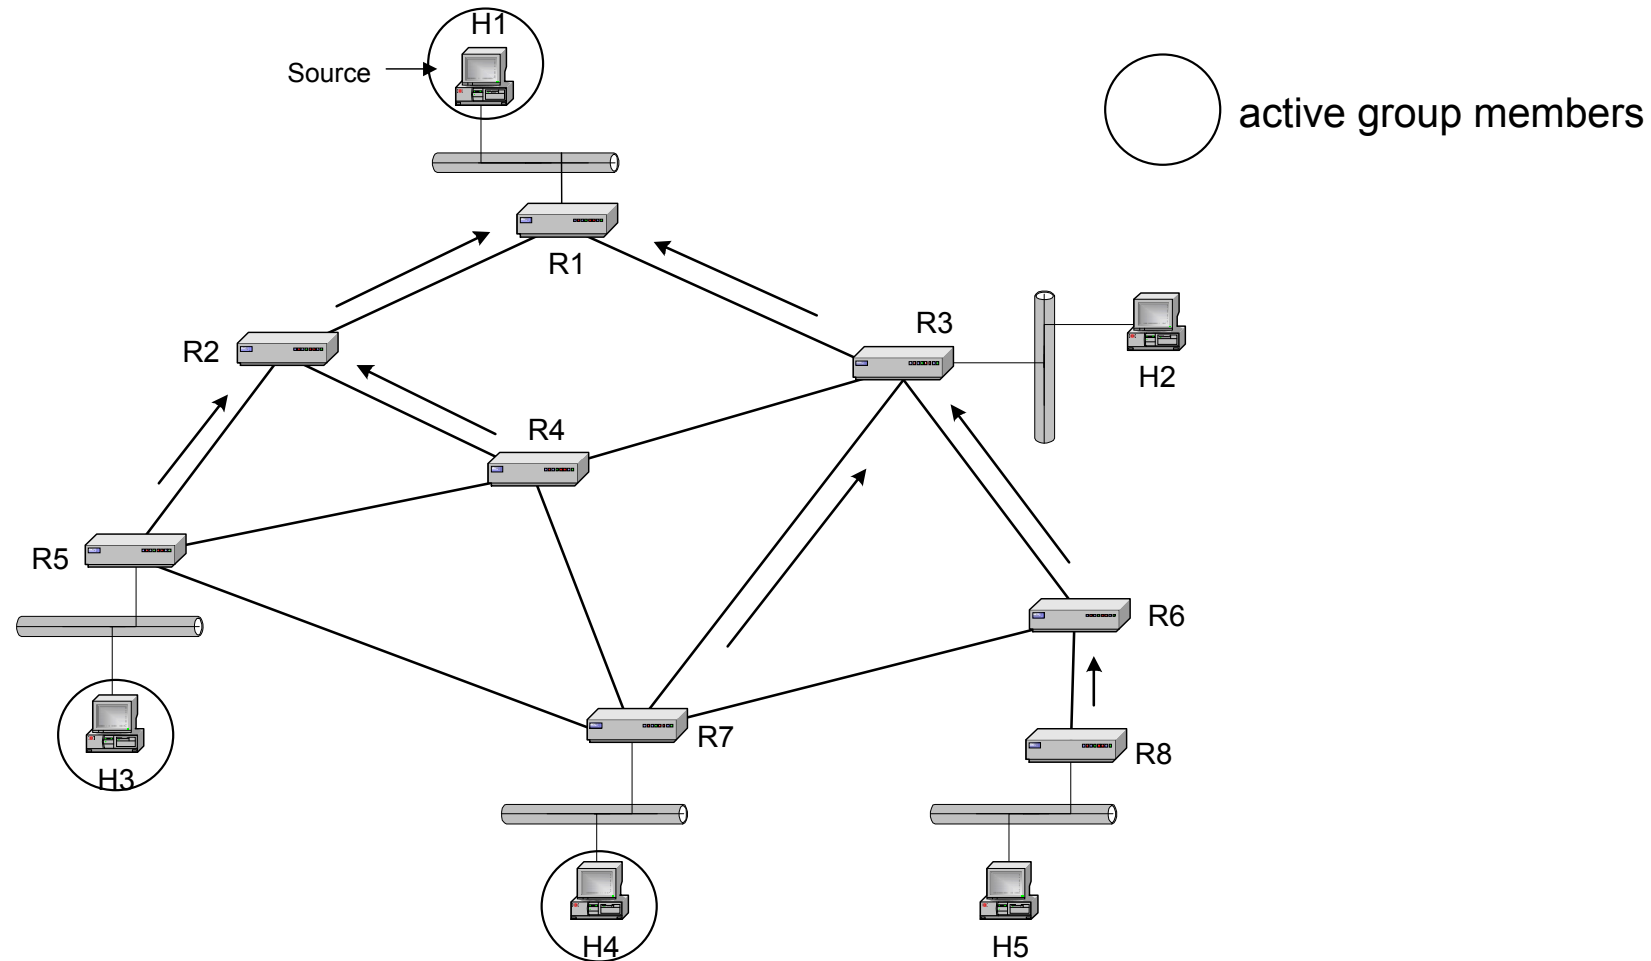 H1
Source
active group members
R1
R3
R2
H2
R4
R5
R6
R7
R8
H3
H4
H5